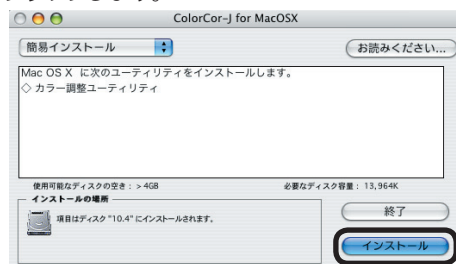 ColorCor-J for MacOSX
簡易インストール
お読みください...
Mac OS X に次のユーティリティをインストールします。
◇ カラー調整ユーティリティ
使用可能なディスクの空き： > 4GB
必要なディスク容量： 13,964K
インストールの場所
項目はディスク "10.4" にインストールされます。
終了
インストール